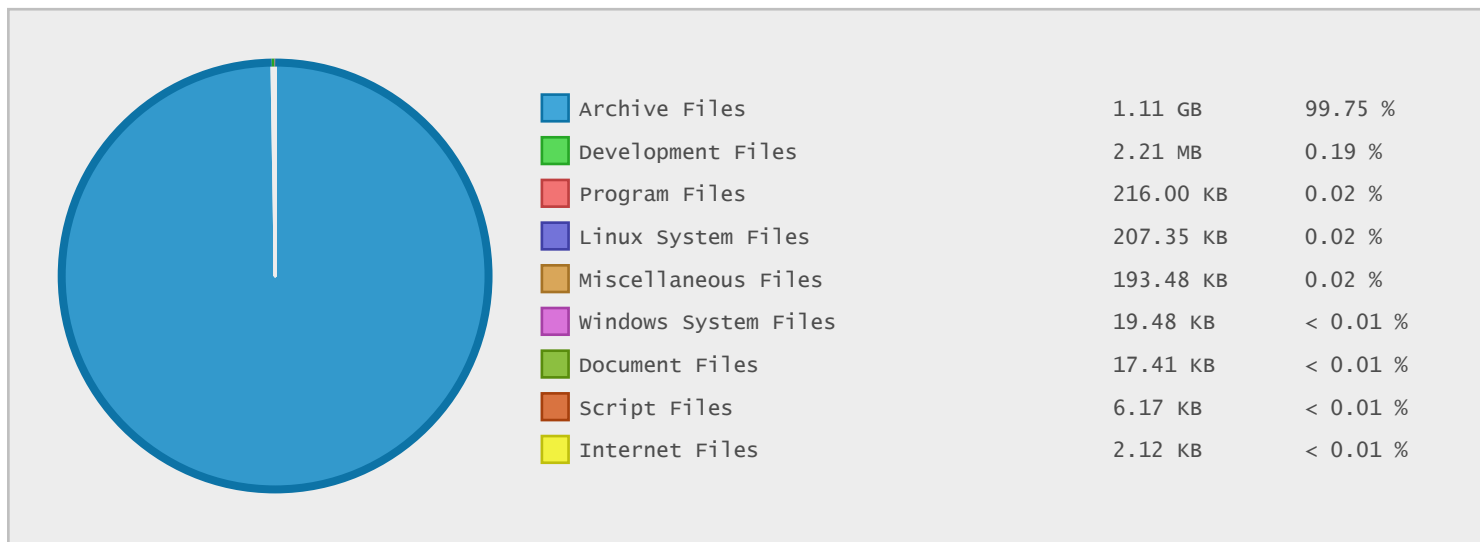 Archive Files 1.11 GB 99.75 %
Development Files 2.21 MB 0.19 %
Program Files 216.00 KB 0.02 %
Linux System Files 207.35 KB 0.02 %
Miscellaneous Files 193.48 KB 0.02 %
Windows System Files 19.48 KB < 0.01 %
Document Files 17.41 KB < 0.01 %
Script Files 6.17 KB < 0.01 %
Internet Files 2.12 KB < 0.01 %